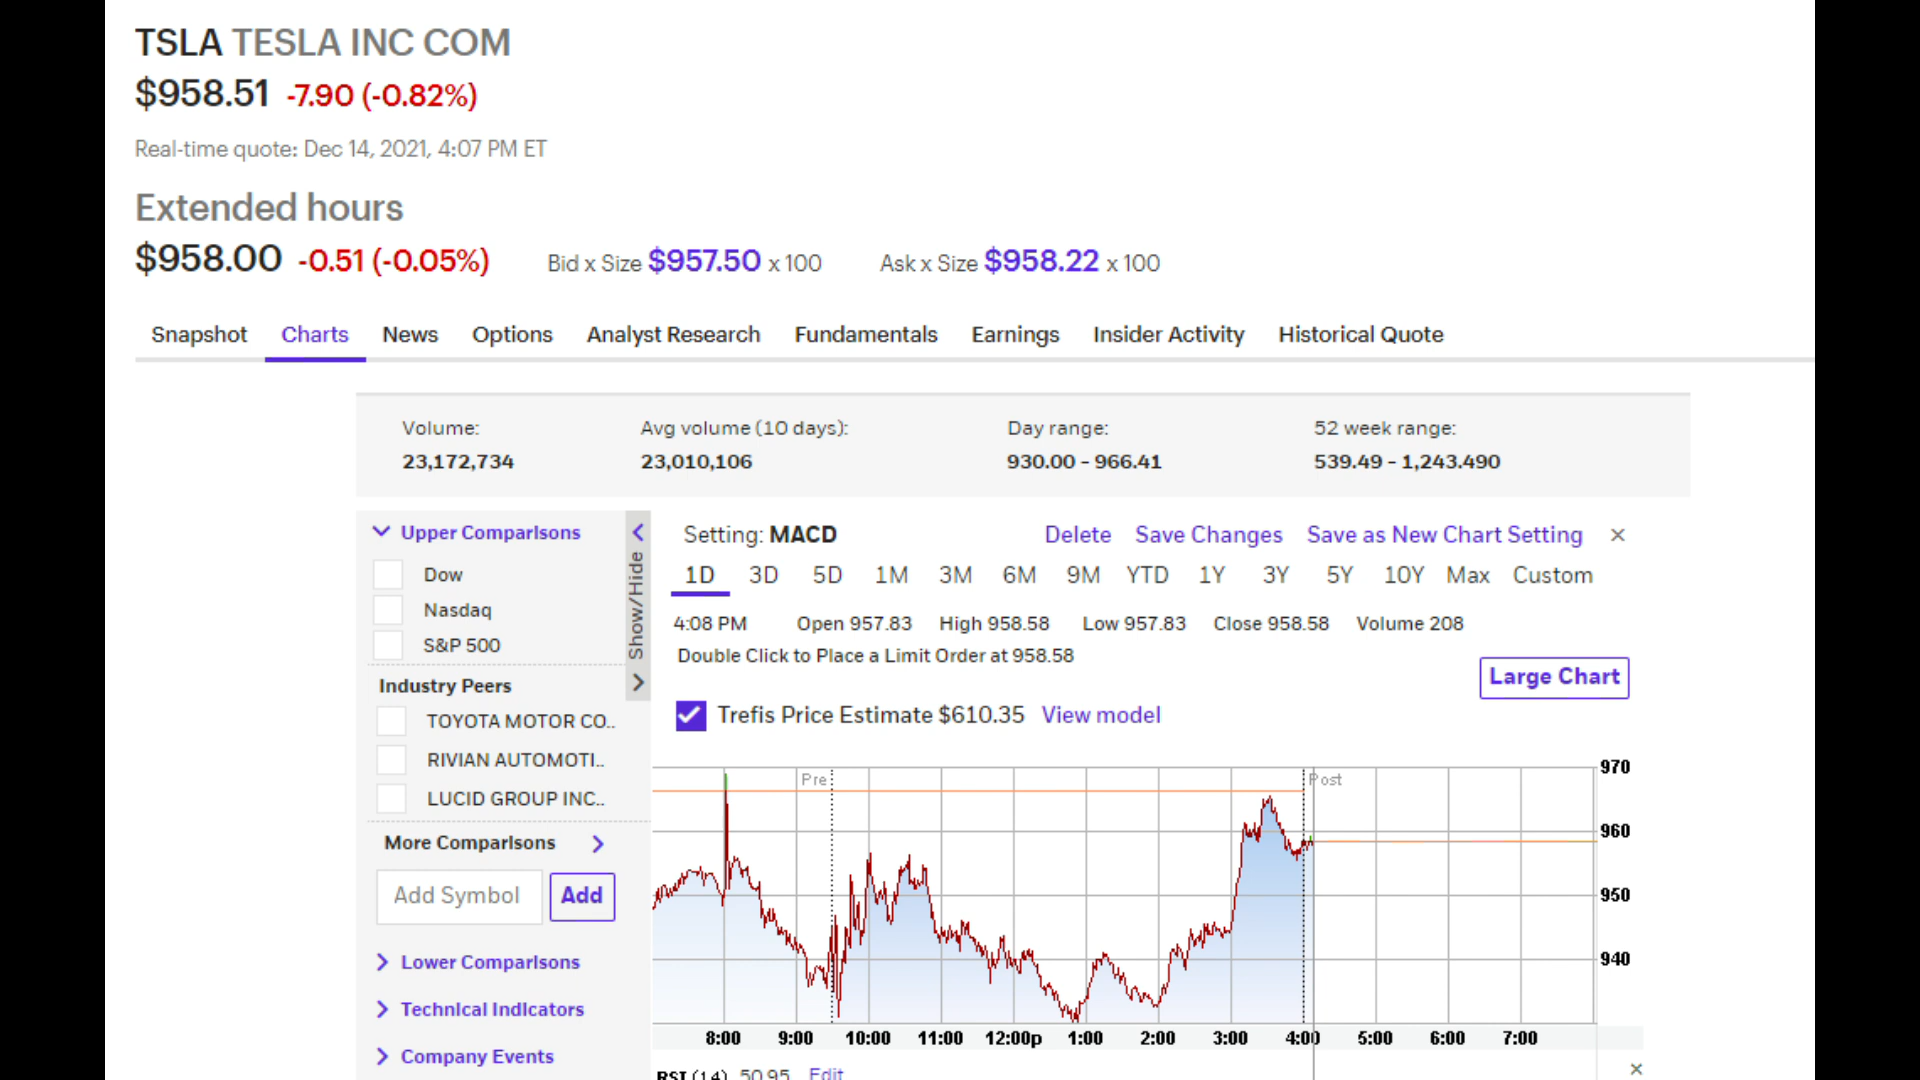 TSLA TESLA INC COM
$958.51 -7.90 (-0.82%)
Real-time quote: Dec 14, 2021, 4:07 PM ET
Extended hours
$958.00 -0.51 (-0.05%) Bid x Size $957.50 x 100 Ask x Size $958.22 x 100
Snapshot Charts News Options Analyst Research Fundamentals Earnings Insider Activity Historical Quote
Volume: Avg volume (10 days): Day range: 52 week range:
23,172,734 23,010,106 930.00 - 966.41 539.49 - 1,243.490
Upper Comparisons
Dow
Nasdaq
S&P 500
Industry Peers
TOYOTA MOTOR CO..
RIVIAN AUTOMOTI..
LUCID GROUP INC..
More Comparisons
Add Symbol Add
Lower Comparisons
Technical Indicators
Company Events
Show/Hide
Setting: MACD Delete Save Changes Save as New Chart Setting ×
1D 3D 5D 1M 3M 6M 9M YTD 1Y 3Y 5Y 10Y Max Custom
4:08 PM Open 957.83 High 958.58 Low 957.83 Close 958.58 Volume 208
Double Click to Place a Limit Order at 958.58
Large Chart
Trefis Price Estimate $610.35 View model
Pre Post
970
960
950
940
8:00 9:00 10:00 11:00 12:00p 1:00 2:00 3:00 4:00 5:00 6:00 7:00
RSI (14) 50.95 Edit ×